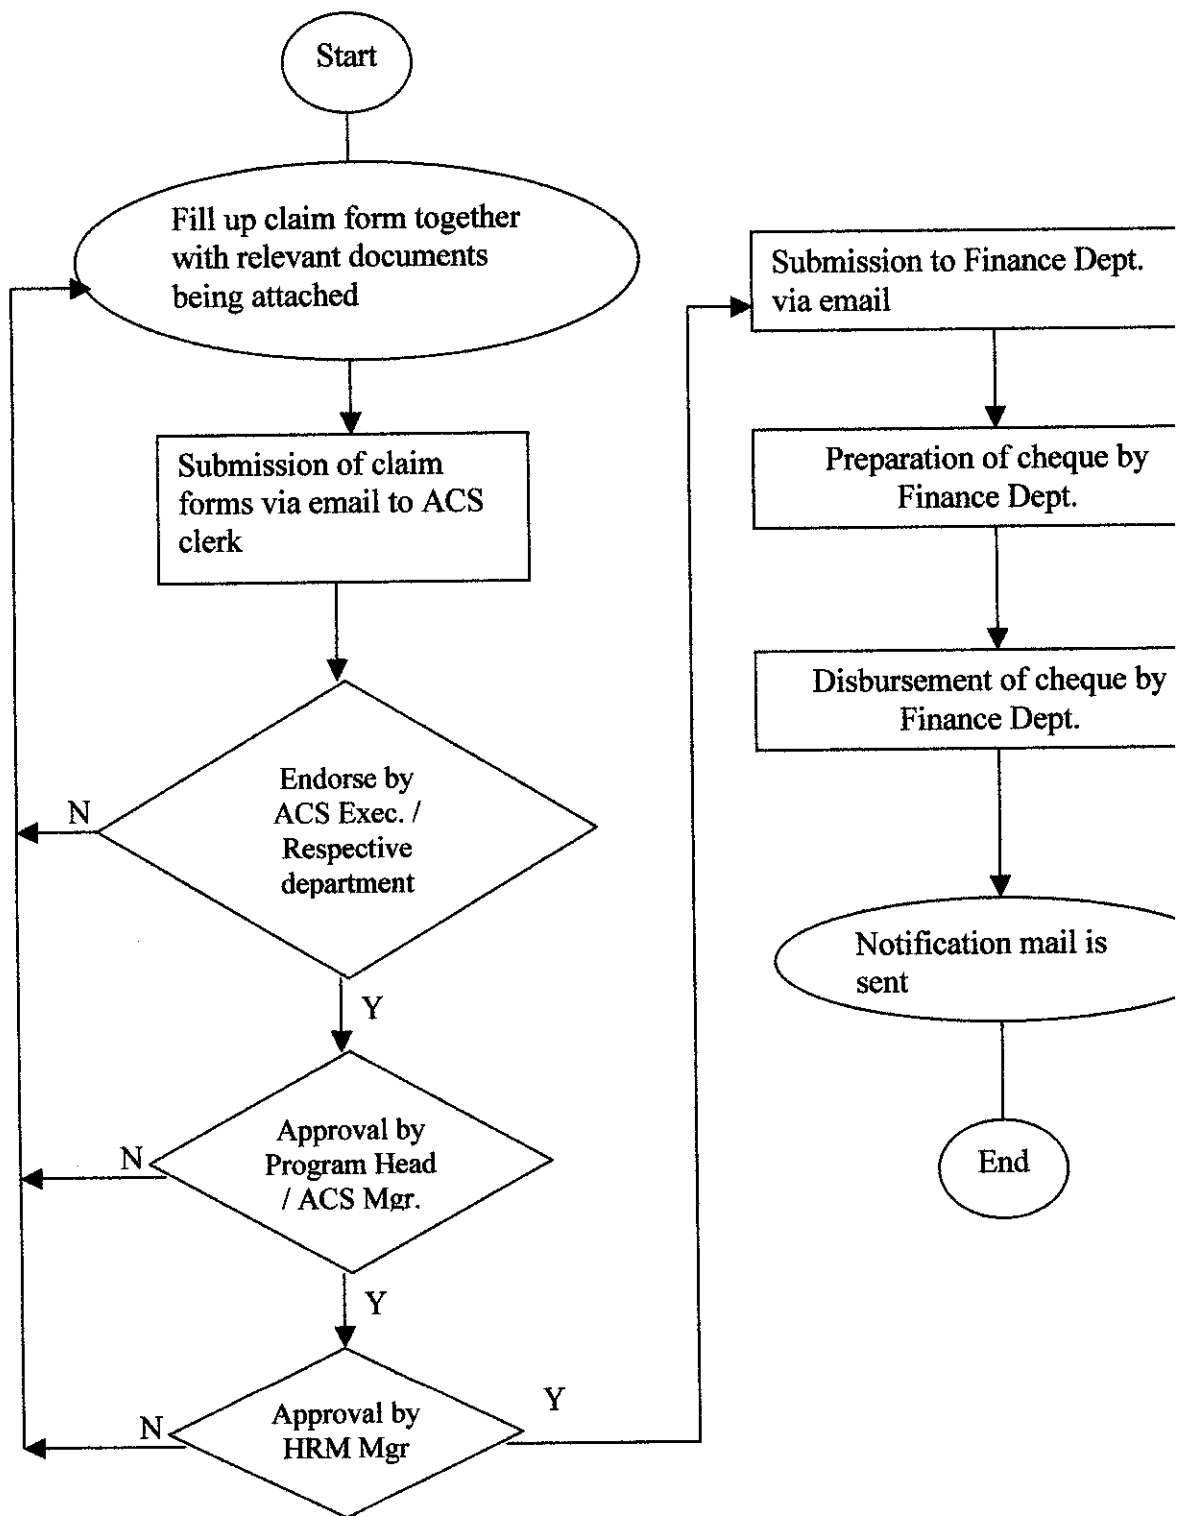 Start
Fill up claim form together
with relevant documents
being attached
Submission of claim
forms via email to ACS
clerk
Endorse by
ACS Exec. /
Respective
department
N
Y
Approval by
Program Head
/ ACS Mgr.
N
Y
Approval by
HRM Mgr
N
Y
Submission to Finance Dept.
via email
Preparation of cheque by
Finance Dept.
Disbursement of cheque by
Finance Dept.
Notification mail is
sent
End